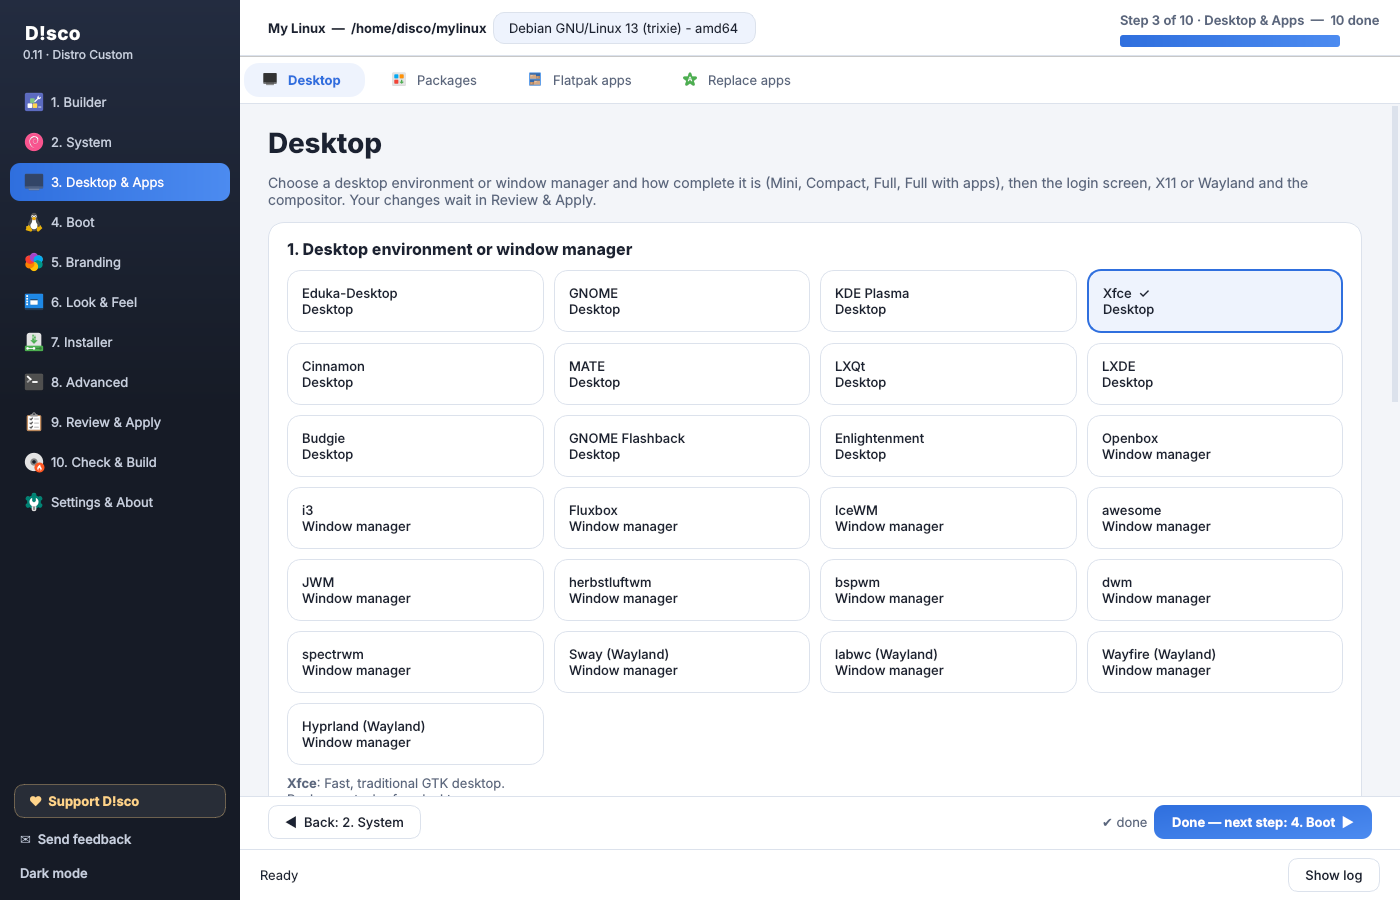 D!sco
0.11 · Distro Custom
1. Builder
2. System
3. Desktop & Apps
4. Boot
5. Branding
6. Look & Feel
7. Installer
8. Advanced
9. Review & Apply
10. Check & Build
Settings & About
Support D!sco
Send feedback
Dark mode
My Linux — /home/disco/mylinux
Debian GNU/Linux 13 (trixie) - amd64
Step 3 of 10 · Desktop & Apps — 10 done
Desktop
Packages
Flatpak apps
Replace apps
Desktop
Choose a desktop environment or window manager and how complete it is (Mini, Compact, Full, Full with apps), then the login screen, X11 or Wayland and the
compositor. Your changes wait in Review & Apply.
1. Desktop environment or window manager
Eduka-Desktop
Desktop
GNOME
Desktop
KDE Plasma
Desktop
Xfce ✓
Desktop
Cinnamon
Desktop
MATE
Desktop
LXQt
Desktop
LXDE
Desktop
Budgie
Desktop
GNOME Flashback
Desktop
Enlightenment
Desktop
Openbox
Window manager
i3
Window manager
Fluxbox
Window manager
IceWM
Window manager
awesome
Window manager
JWM
Window manager
herbstluftwm
Window manager
bspwm
Window manager
dwm
Window manager
spectrwm
Window manager
Sway (Wayland)
Window manager
labwc (Wayland)
Window manager
Wayfire (Wayland)
Window manager
Hyprland (Wayland)
Window manager
Xfce: Fast, traditional GTK desktop.
◀ Back: 2. System
✔ done
Done — next step: 4. Boot ▶
Ready
Show log